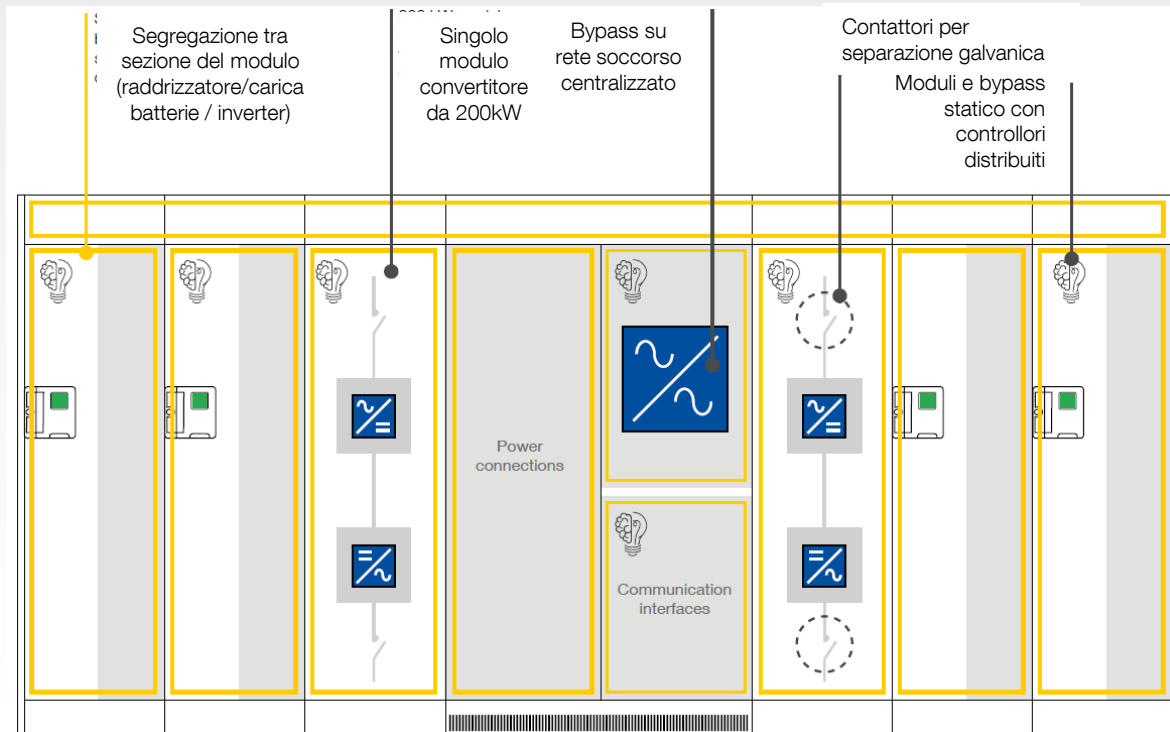 Segregazione tra
sezione del modulo
(raddrizzatore/carica
batterie / inverter)
Singolo
modulo
convertitore
da 200kW
Bypass su
rete soccorso
centralizzato
Contattori per
separazione galvanica
Moduli e bypass
statico con
controllori
distribuiti
Power
connections
Communication
interfaces